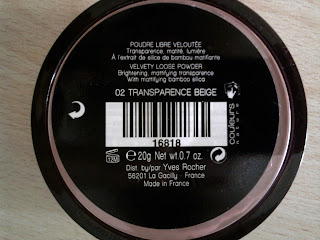 POUDRE LIBRE VELOUTÉE
Transparence, matité, lumière
À l'extrait de silice de bambou matifiante
VELVETY LOOSE POWDER
Brightening, mattifying transparence
With mattifying bamboo silica
02 TRANSPARENCE BEIGE
16818
couleurs
nature
12M
℮ 20g Net wt.0.7 oz.
Dist. by/par Yves Rocher
56201 La Gacilly - France
Made in France